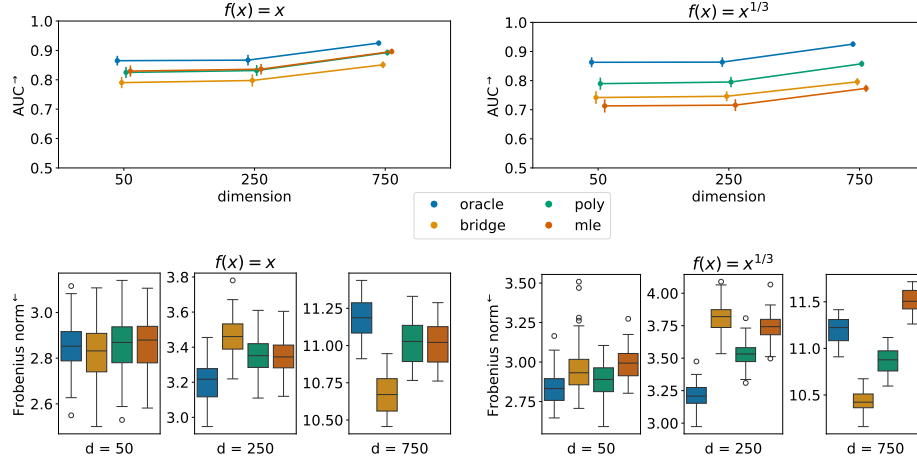 f(x) = x
f(x) = x^{1/3}
AUC→
1.0
0.9
0.8
0.7
0.6
0.5
50
250
750
dimension
AUC→
1.0
0.9
0.8
0.7
0.6
0.5
50
250
750
dimension
oracle
bridge
poly
mle
f(x) = x
f(x) = x^{1/3}
Frobenius norm←
3.0
2.8
2.6
d = 50
3.8
3.6
3.4
3.2
3.0
d = 250
11.25
11.00
10.75
10.50
d = 750
Frobenius norm←
3.50
3.25
3.00
2.75
d = 50
4.00
3.75
3.50
3.25
3.00
d = 250
11.5
11.0
10.5
d = 750